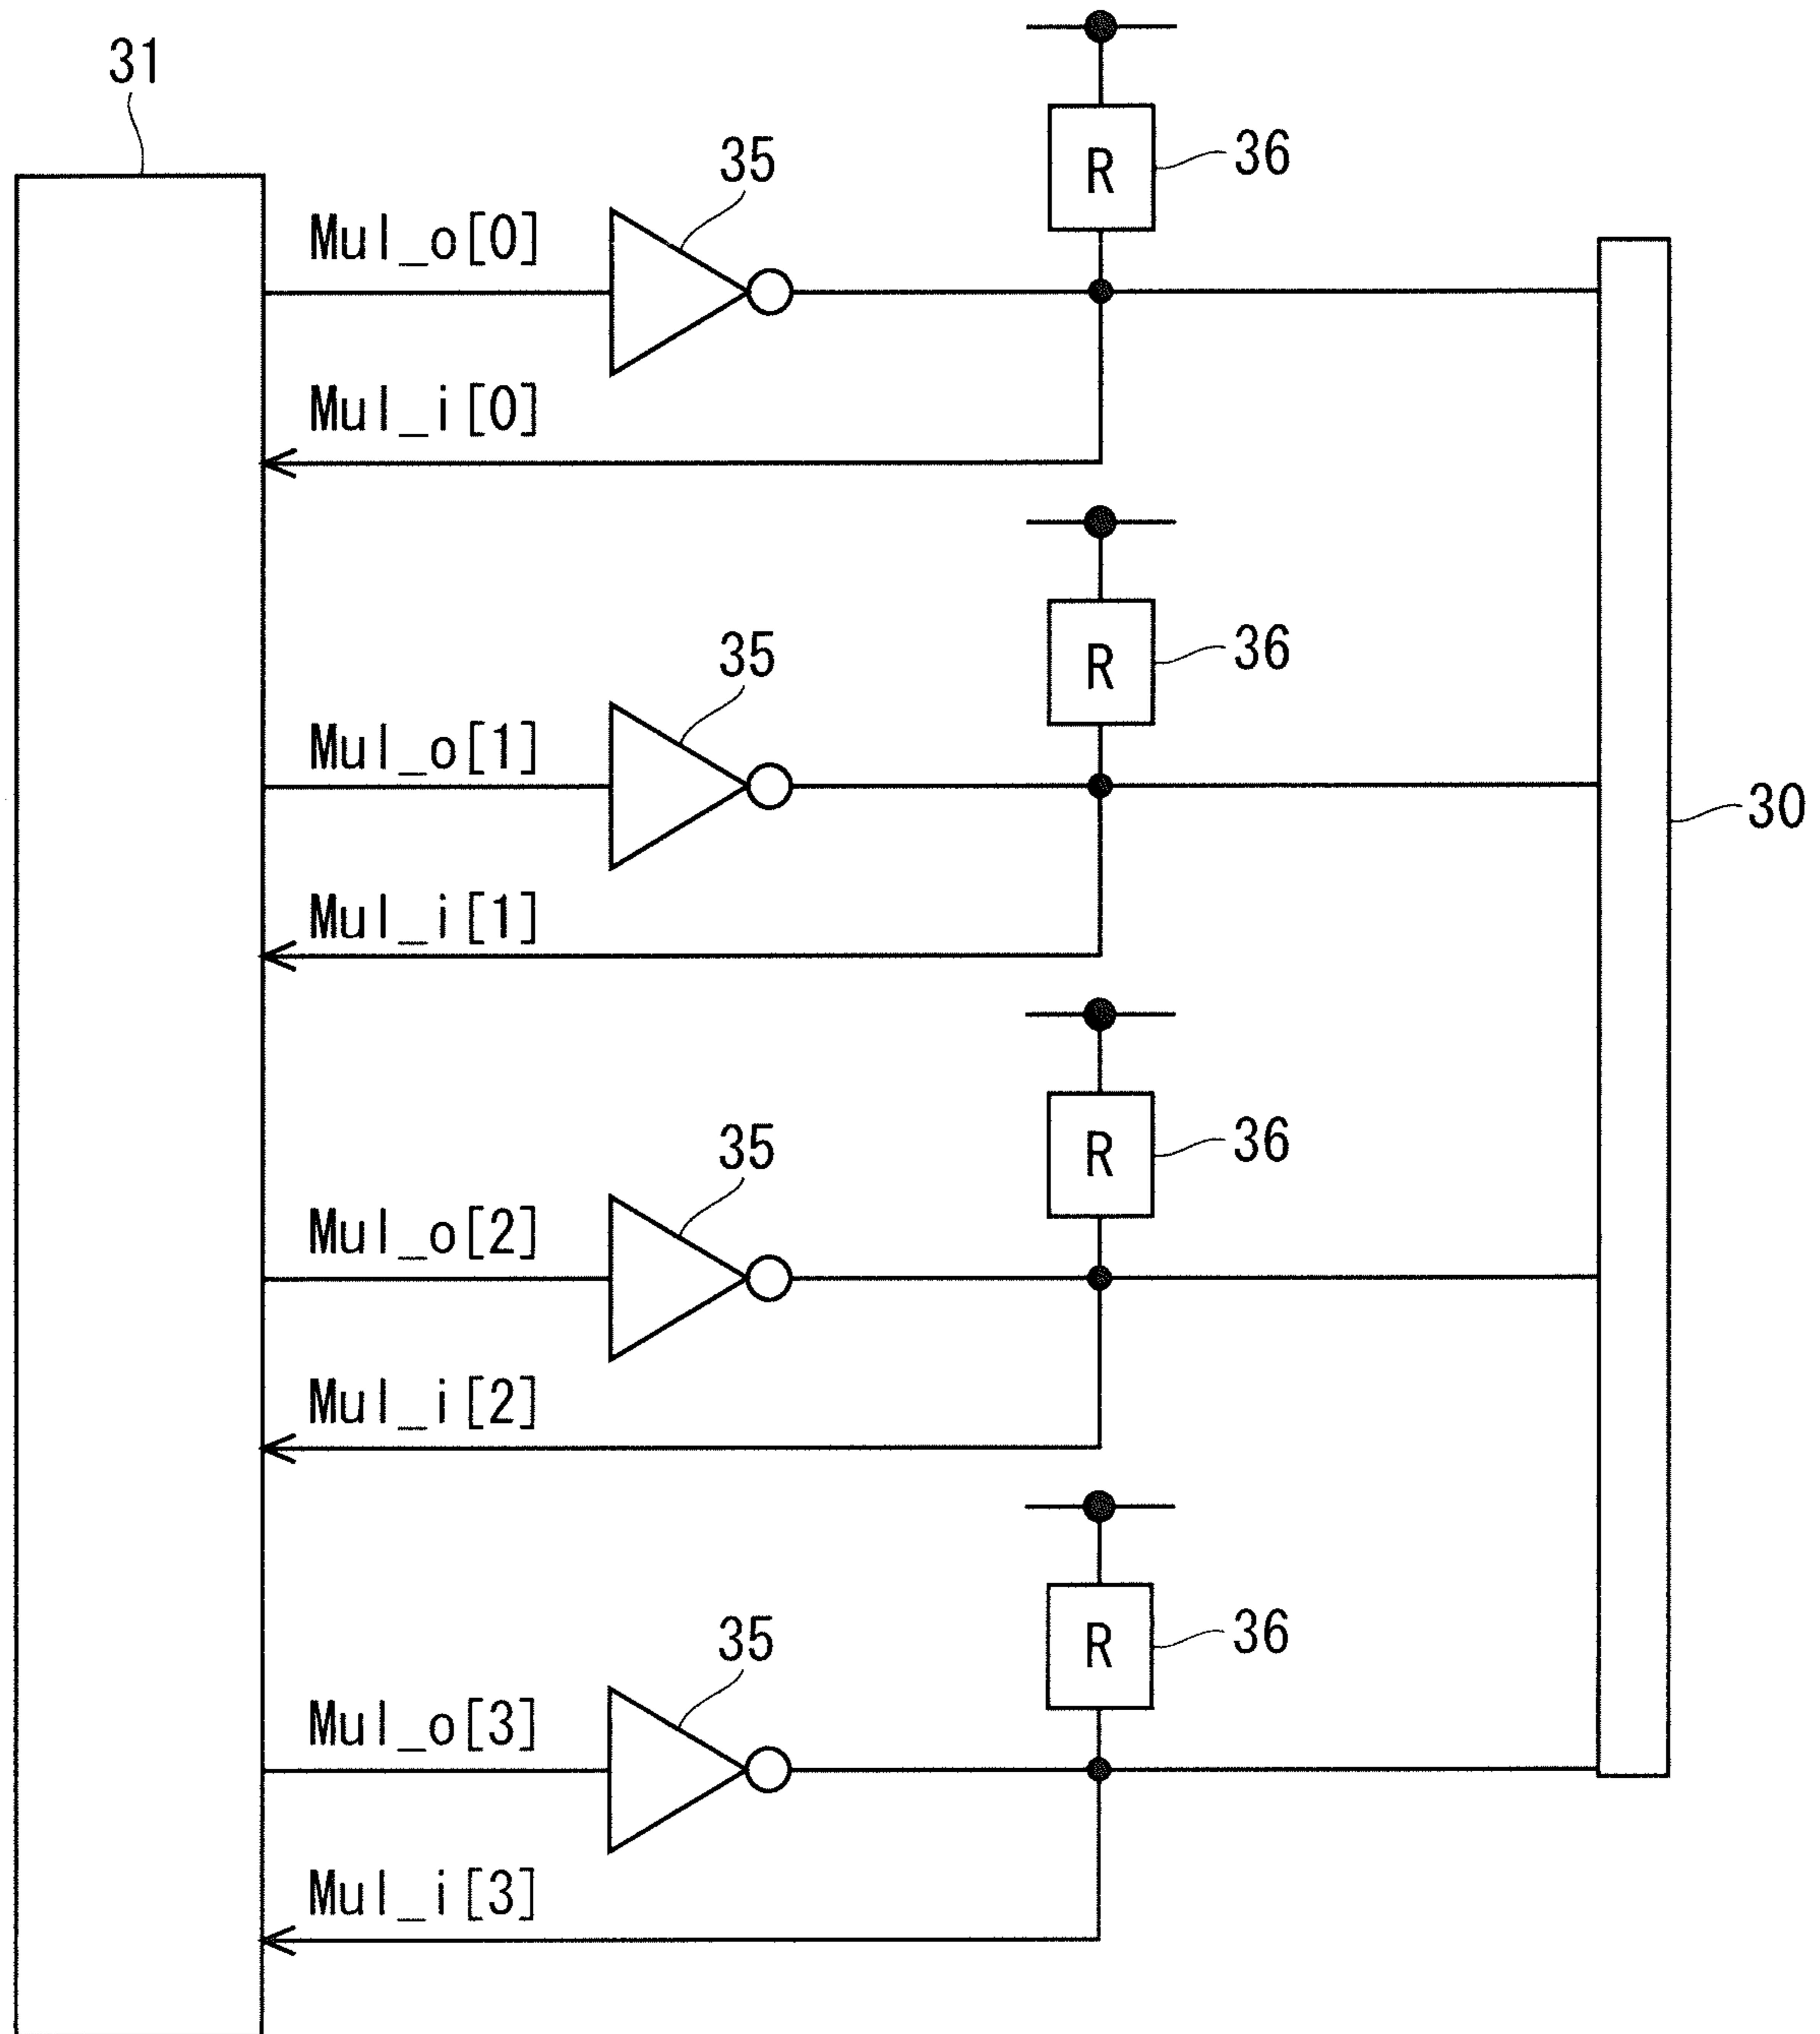 31
35
R
36
Mul_o[0]
Mul_i[0]
35
R
36
Mul_o[1]
30
Mul_i[1]
35
R
36
Mul_o[2]
Mul_i[2]
35
R
36
Mul_o[3]
Mul_i[3]